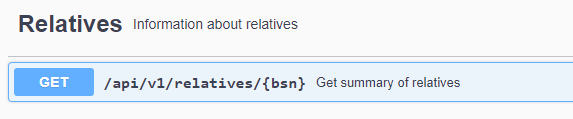 Relatives Information about relatives
GET /api/v1/relatives/{bsn} Get summary of relatives